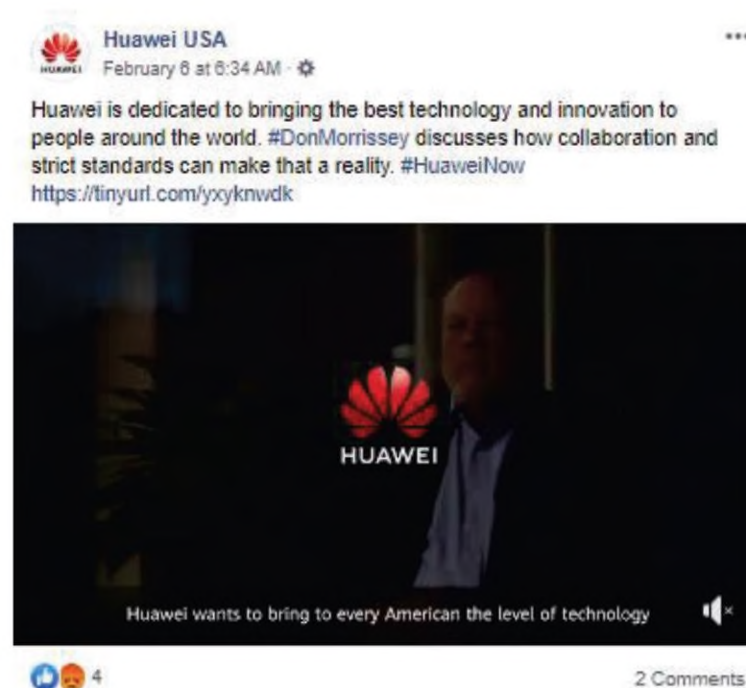 Huawei USA
HUAWEI
February 6 at 6:34 AM ·
Huawei is dedicated to bringing the best technology and innovation to
people around the world. #DonMorrissey discusses how collaboration and
strict standards can make that a reality. #HuaweiNow
https://tinyurl.com/yxyknwdk
HUAWEI
Huawei wants to bring to every American the level of technology
4
2 Comments